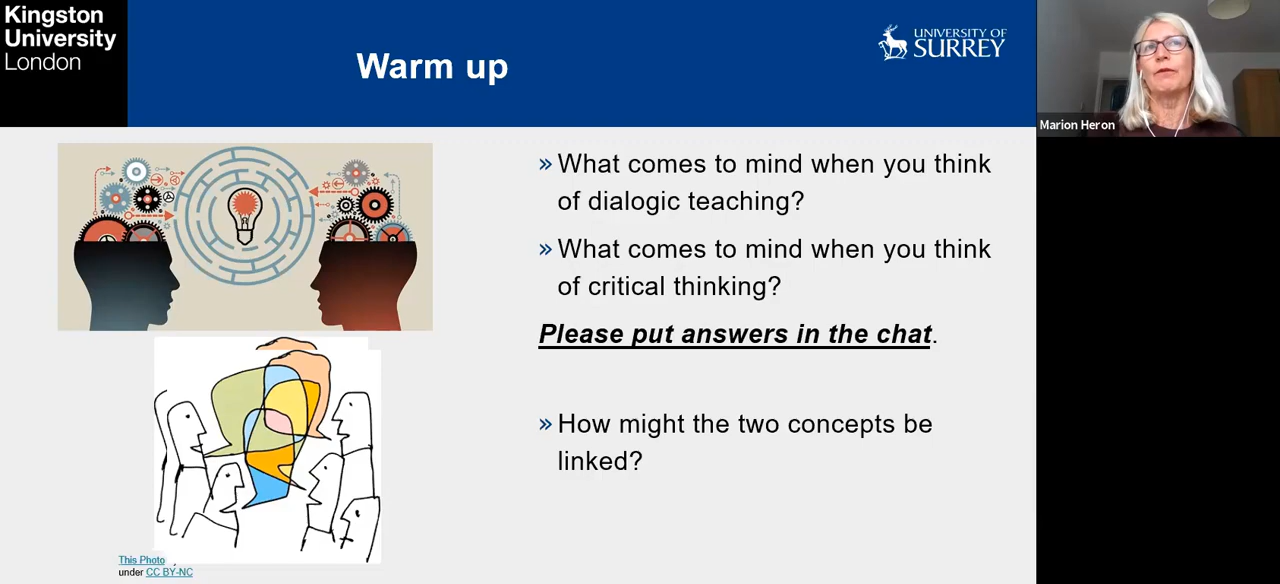 Kingston
University
London
Warm up
UNIVERSITY OF
SURREY
Marion Heron
» What comes to mind when you think
of dialogic teaching?
» What comes to mind when you think
of critical thinking?
Please put answers in the chat.
» How might the two concepts be
linked?
This Photo
under CC BY-NC